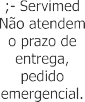 ;- Servimed
Não atendem
o prazo de
entrega,
pedido
emergencial.